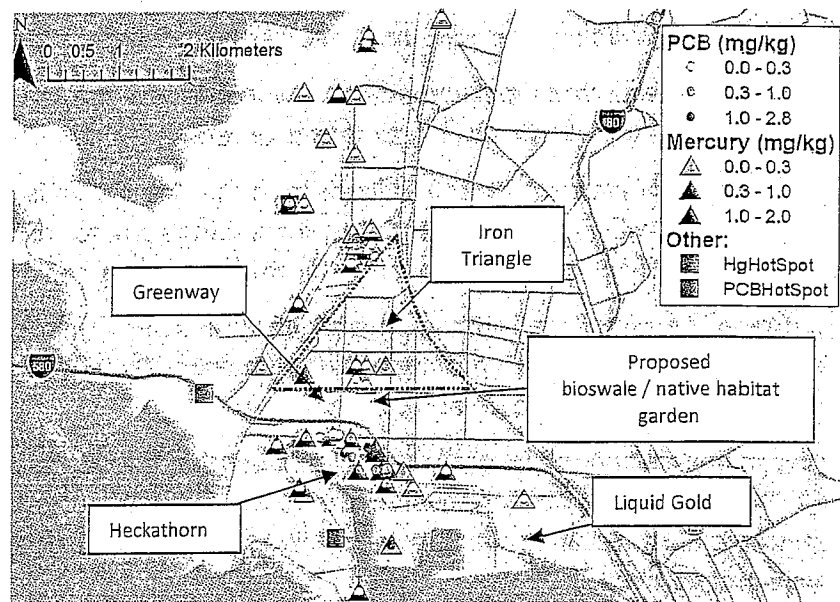 N
0 0.5 1 2 Kilometers
PCB (mg/kg)
0.0 - 0.3
0.3 - 1.0
1.0 - 2.8
Mercury (mg/kg)
0.0 - 0.3
0.3 - 1.0
1.0 - 2.0
Other:
HgHotSpot
PCBHotSpot
Iron
Triangle
Greenway
Proposed
bioswale / native habitat
garden
580
Heckathorn
Liquid Gold